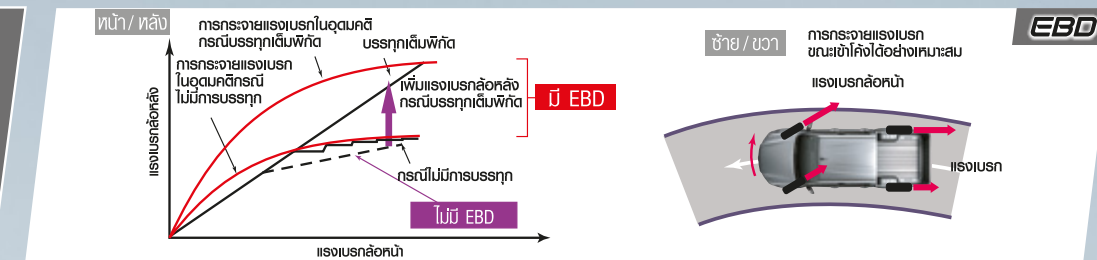 หน้า / หลัง
การกระจายแรงเบรกในอุดมคติ
กรณีบรรทุกเต็มพิกัด
บรรทุกเต็มพิกัด
การกระจายแรงเบรก
ในอุดมคติกรณี
ไม่มีการบรรทุก
เพิ่มแรงเบรกล้อหลัง
กรณีบรรทุกเต็มพิกัด
มี EBD
แรงเบรกล้อหลัง
กรณีไม่มีการบรรทุก
ไม่มี EBD
แรงเบรกล้อหน้า
EBD
ซ้าย / ขวา
การกระจายแรงเบรก
ขณะเข้าโค้งได้อย่างเหมาะสม
แรงเบรกล้อหน้า
แรงเบรก